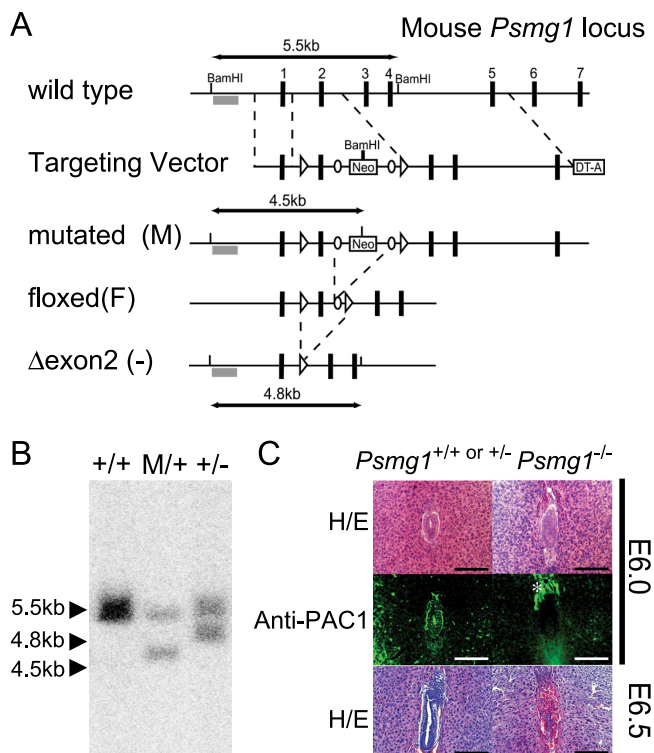 A
Mouse Psmg1 locus
5.5kb
BamHI 1 2 3 4 BamHI 5 6 7
wild type
BamHI
Targeting Vector
Neo
DT-A
4.5kb
mutated (M)
Neo
floxed(F)
Δexon2 (-)
4.8kb
B
+/+ M/+ +/-
5.5kb
4.8kb
4.5kb
C
Psmg1+/+ or +/- Psmg1-/-
H/E
E6.0
*
Anti-PAC1
H/E
E6.5